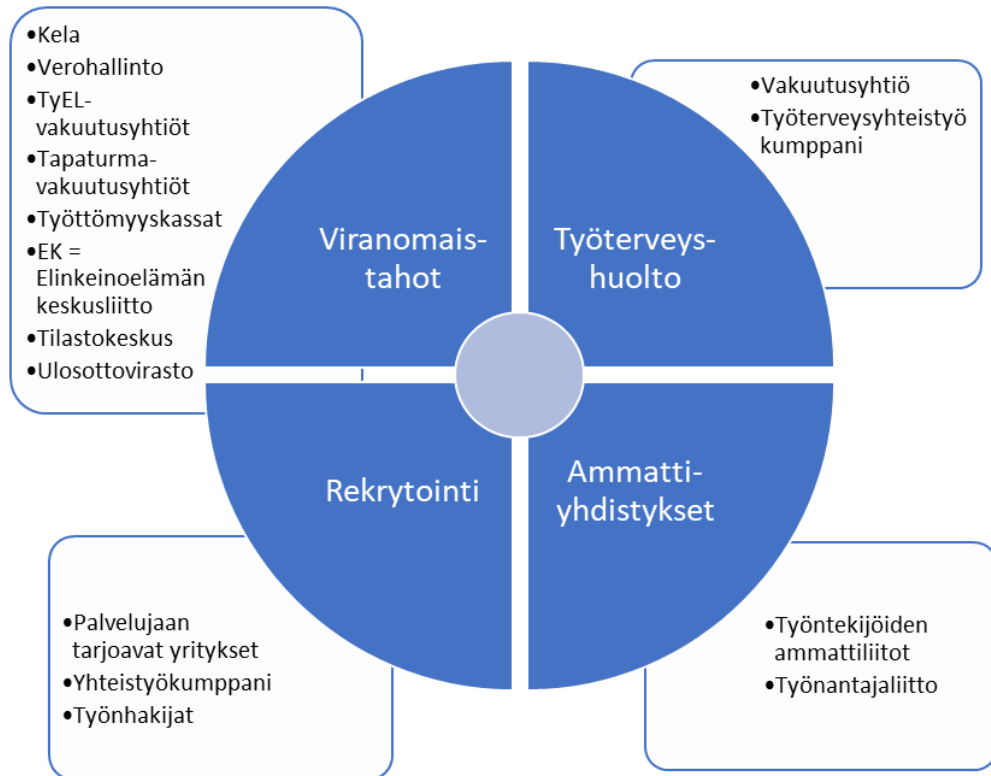 •Kela
•Verohallinto
•TyEL-
vakuutusyhtiöt
•Tapaturma-
vakuutusyhtiöt
•Työttömyyskassat
•EK =
Elinkeinoelämän
keskusliitto
•Tilastokeskus
•Ulosottovirasto
•Vakuutusyhtiö
•Työterveysyhteistyö
kumppani
Viranomais-
tahot
Työterveys-
huolto
Rekrytointi
Ammatti-
yhdistykset
•Palvelujaan
tarjoavat yritykset
•Yhteistyökumppani
•Työnhakijat
•Työntekijöiden
ammattiliitot
•Työnantajaliitto